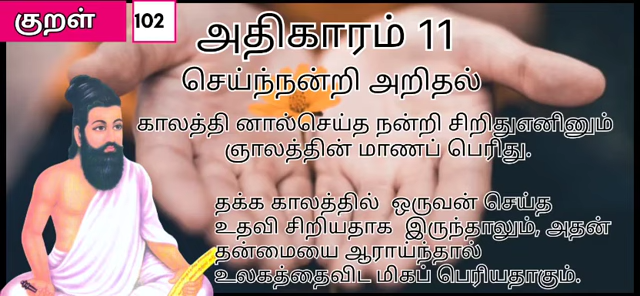 குறள் 102
அதிகாரம் 11
செய்ந்நன்றி அறிதல்
காலத்தி னால்செய்த நன்றி சிறிதுஎனினும்
ஞாலத்தின் மாணப் பெரிது.
தக்க காலத்தில் ஒருவன் செய்த
உதவி சிறியதாக இருந்தாலும், அதன்
தன்மையை ஆராய்ந்தால்
உலகத்தைவிட மிகப் பெரியதாகும்.